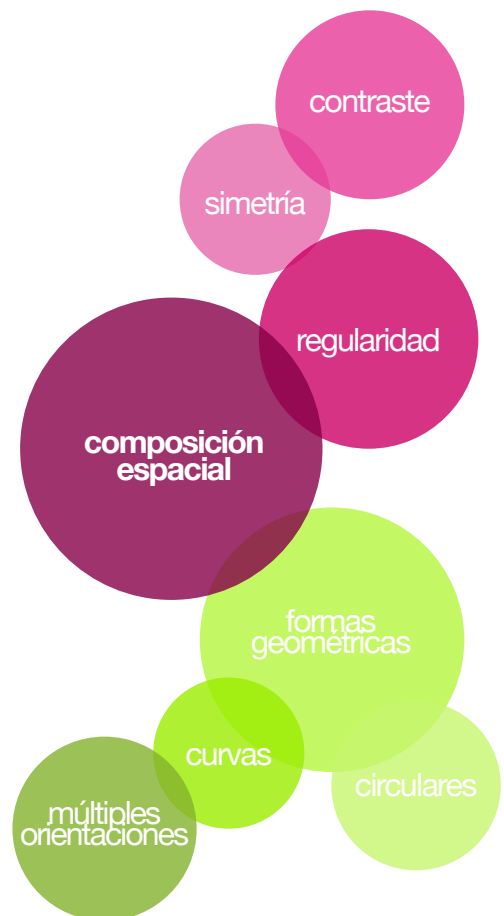 contraste
simetría
regularidad
composición
espacial
formas
geométricas
curvas
circulares
múltiples
orientaciones